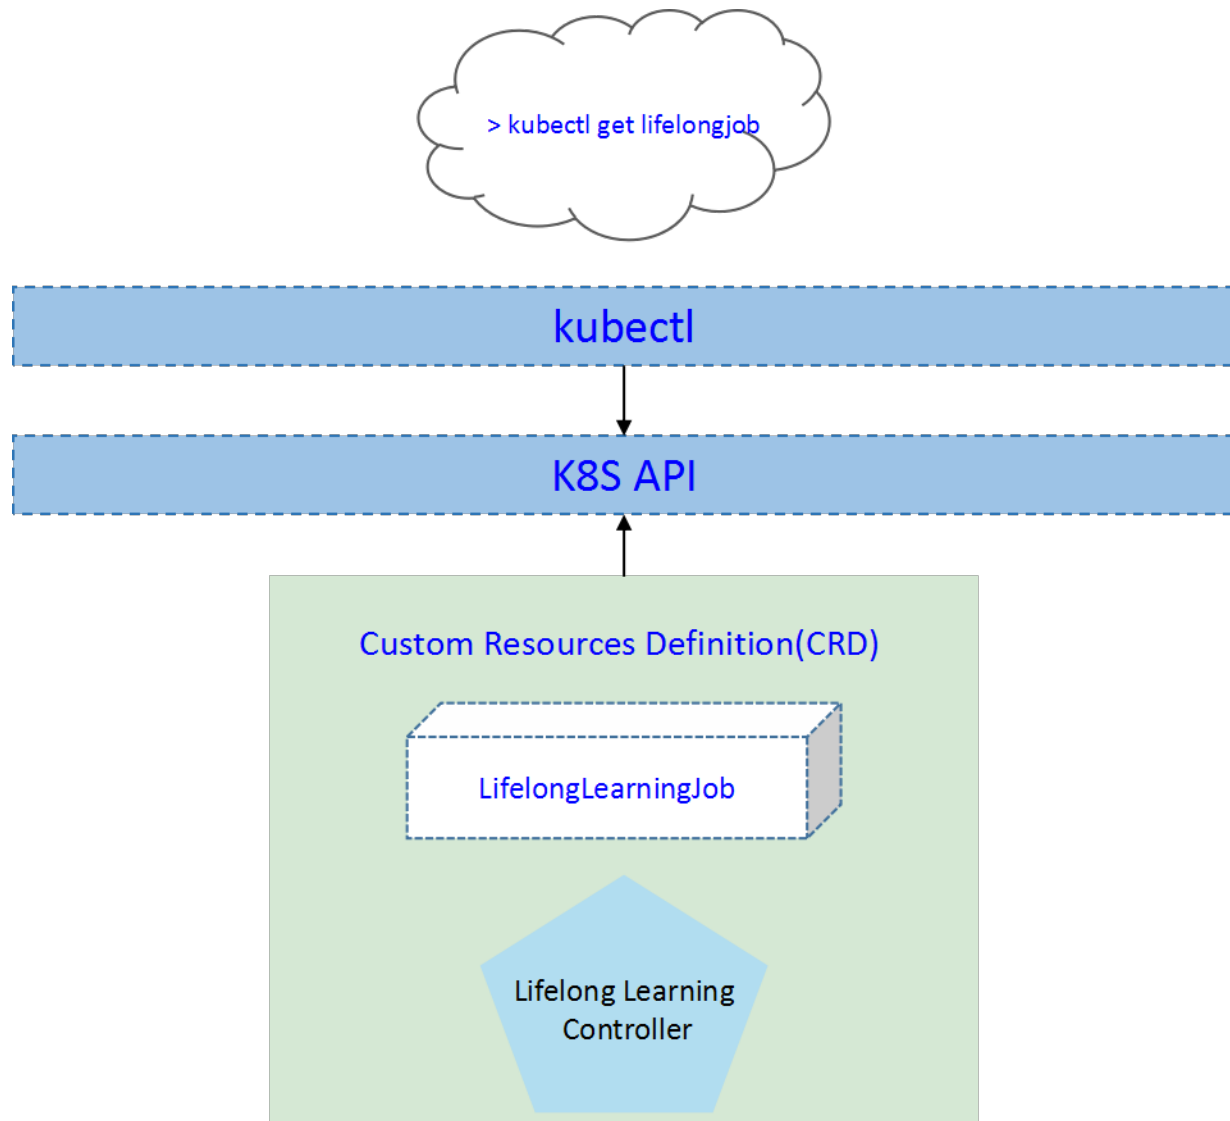 > kubectl get lifelongjob
kubectl
K8S API
Custom Resources Definition(CRD)
LifelongLearningJob
Lifelong Learning
Controller